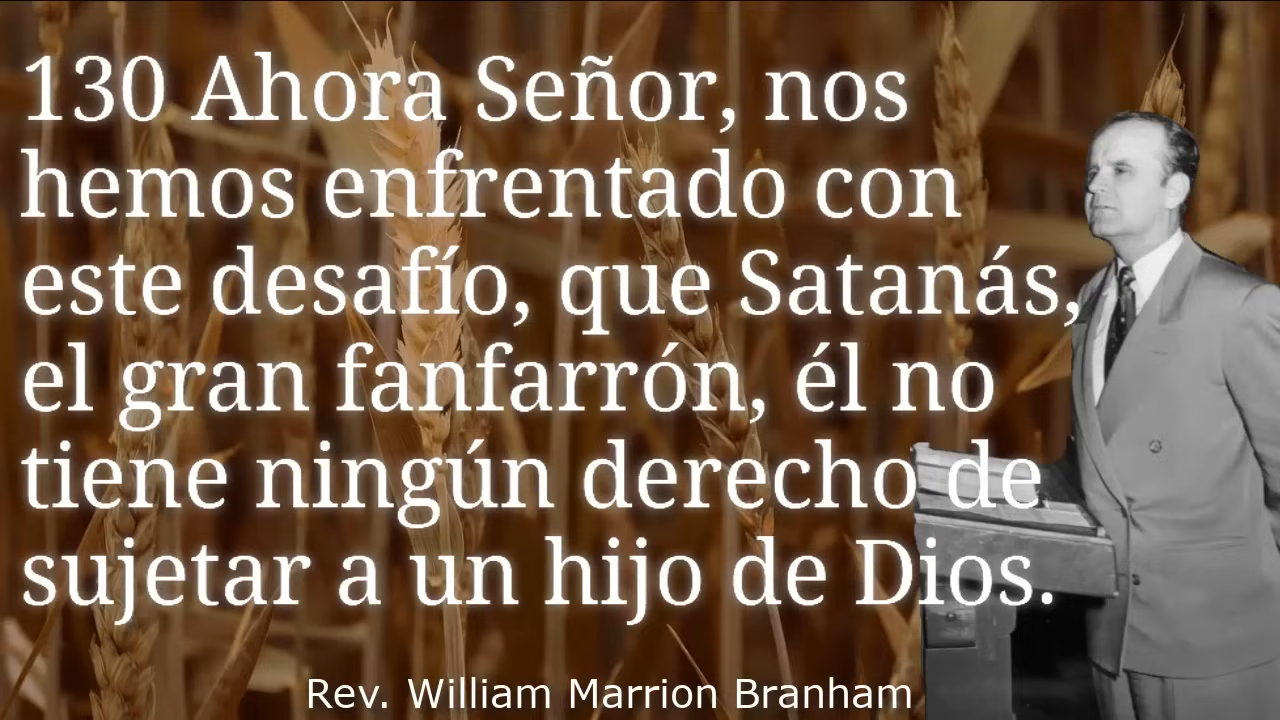 130 Ahora Señor, nos
hemos enfrentado con
este desafío, que Satanás,
el gran fanfarrón, él no
tiene ningún derecho de
sujetar a un hijo de Dios.
Rev. William Marrion Branham